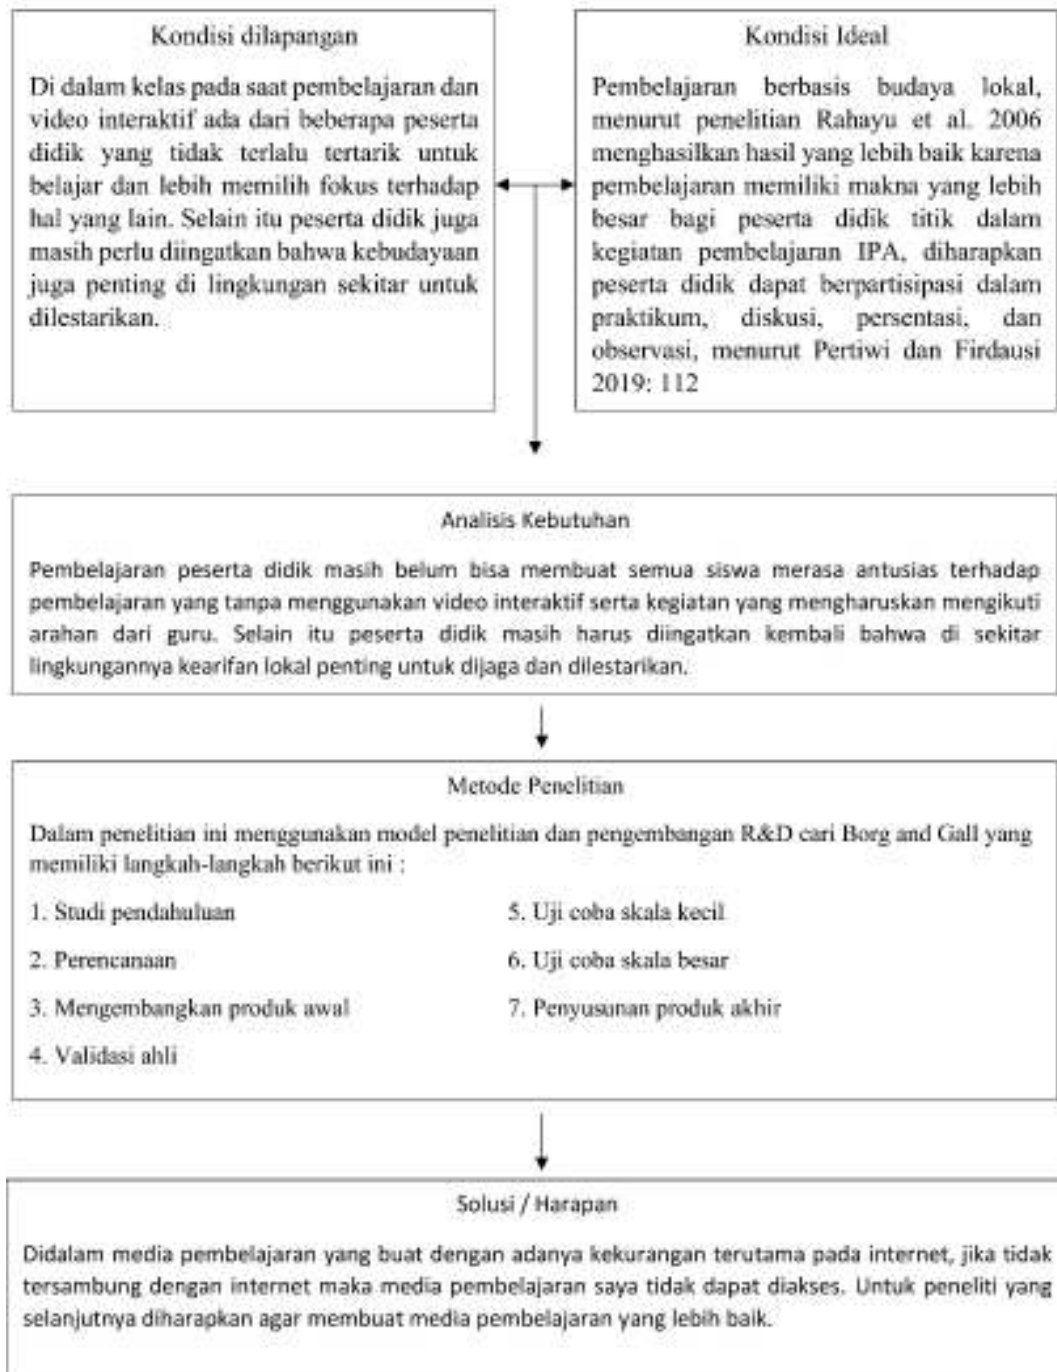 Kondisi dilapangan
Di dalam kelas pada saat pembelajaran dan
video interaktif ada dari beberapa peserta
didik yang tidak terlalu tertarik untuk
belajar dan lebih memilih fokus terhadap
hal yang lain. Selain itu peserta didik juga
masih perlu diingatkan bahwa kebudayaan
juga penting di lingkungan sekitar untuk
dilestarikan.
Kondisi Ideal
Pembelajaran berbasis budaya lokal,
menurut penelitian Rahayu et al. 2006
menghasilkan hasil yang lebih baik karena
pembelajaran memiliki makna yang lebih
besar bagi peserta didik titik dalam
kegiatan pembelajaran IPA, diharapkan
peserta didik dapat berpartisipasi dalam
praktikum, diskusi, persentasi, dan
observasi, menurut Pertiwi dan Firdausi
2019: 112
Analisis Kebutuhan
Pembelajaran peserta didik masih belum bisa membuat semua siswa merasa antusias terhadap
pembelajaran yang tanpa menggunakan video interaktif serta kegiatan yang mengharuskan mengikuti
arahan dari guru. Selain itu peserta didik masih harus diingatkan kembali bahwa di sekitar
lingkungannya kearifan lokal penting untuk dijaga dan dilestarikan.
Metode Penelitian
Dalam penelitian ini menggunakan model penelitian dan pengembangan R&D cari Borg and Gall yang
memiliki langkah-langkah berikut ini :
1. Studi pendahuluan
2. Perencanaan
3. Mengembangkan produk awal
4. Validasi ahli
5. Uji coba skala kecil
6. Uji coba skala besar
7. Penyusunan produk akhir
Solusi / Harapan
Didalam media pembelajaran yang buat dengan adanya kekurangan terutama pada internet, jika tidak
tersambung dengan internet maka media pembelajaran saya tidak dapat diakses. Untuk peneliti yang
selanjutnya diharapkan agar membuat media pembelajaran yang lebih baik.